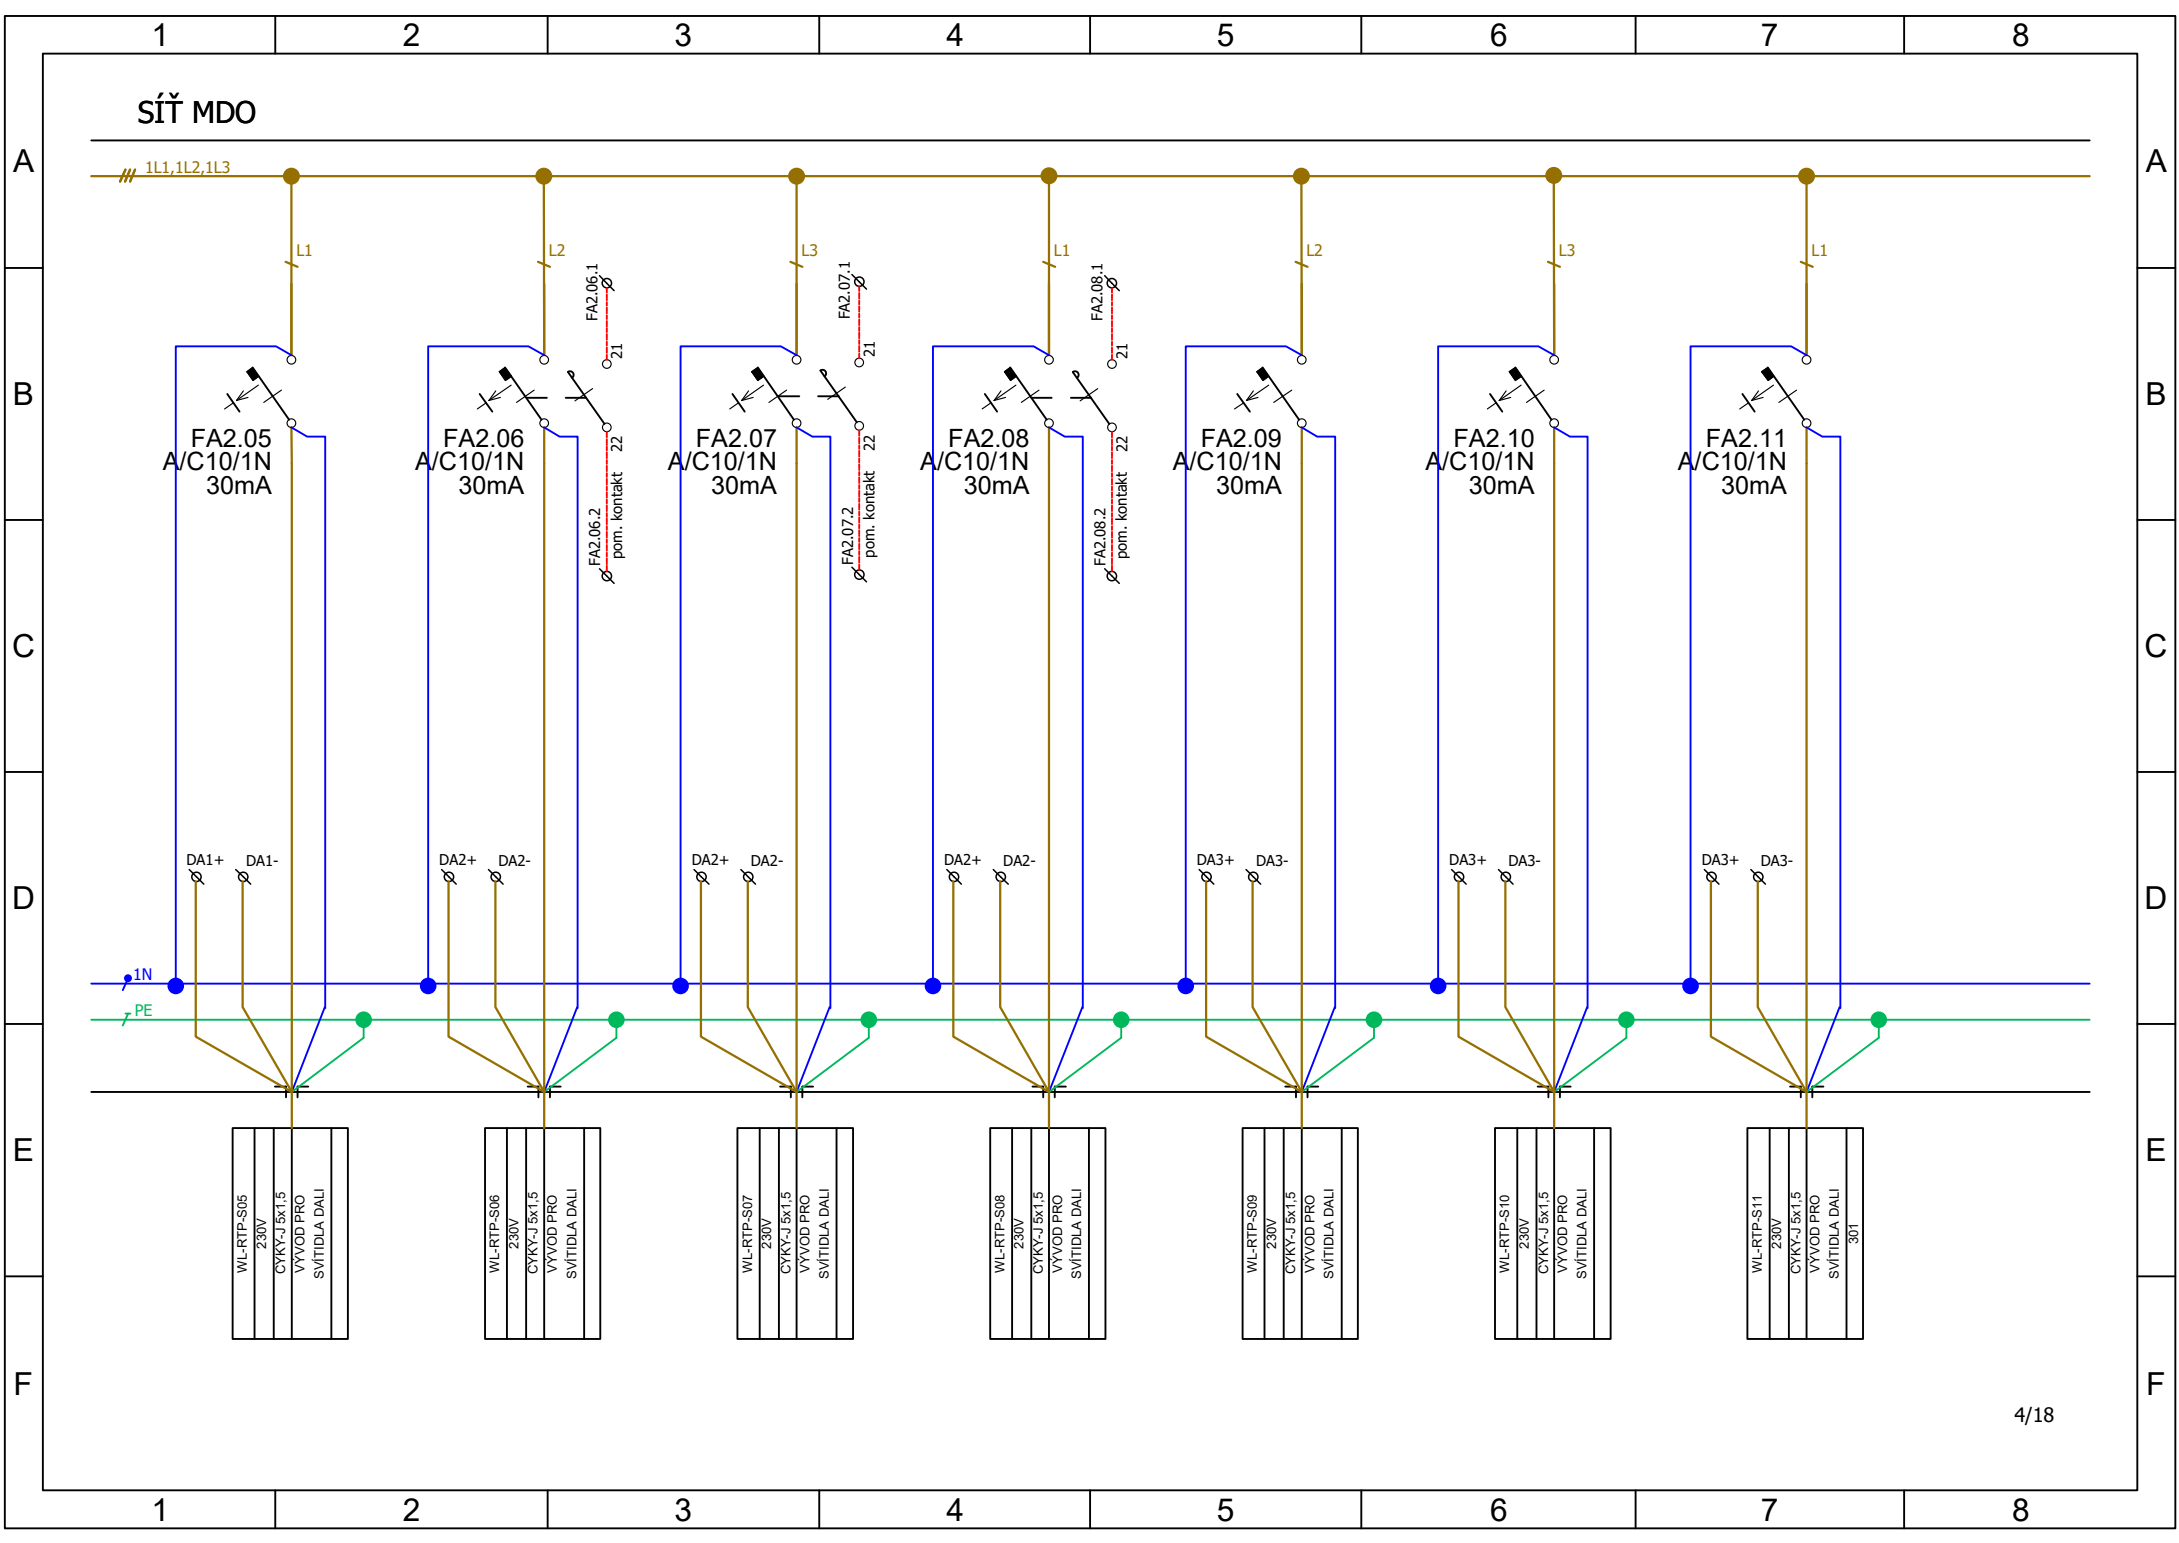 1 2 3 4 5 6 7 8
SÍŤ MDO
A A
1L1,1L2,1L3
L1 L2 L3 L1 L2 L3 L1
FA2.06.1 FA2.07.1 FA2.08.1
21 21 21
B B
22 22 22
FA2.05
A/C10/1N
30mA
FA2.06
A/C10/1N
30mA
FA2.07
A/C10/1N
30mA
FA2.08
A/C10/1N
30mA
FA2.09
A/C10/1N
30mA
FA2.10
A/C10/1N
30mA
FA2.11
A/C10/1N
30mA
FA2.06.2
pom. kontakt
FA2.07.2
pom. kontakt
FA2.08.2
pom. kontakt
C C
DA1+ DA1- DA2+ DA2- DA2+ DA2- DA2+ DA2- DA3+ DA3- DA3+ DA3- DA3+ DA3-
D D
1N
PE
E E
WL-RTP-S05
230V
CYKY-J 5x1,5
VÝVOD PRO
SVÍTIDLA DALI
WL-RTP-S06
230V
CYKY-J 5x1,5
VÝVOD PRO
SVÍTIDLA DALI
WL-RTP-S07
230V
CYKY-J 5x1,5
VÝVOD PRO
SVÍTIDLA DALI
WL-RTP-S08
230V
CYKY-J 5x1,5
VÝVOD PRO
SVÍTIDLA DALI
WL-RTP-S09
230V
CYKY-J 5x1,5
VÝVOD PRO
SVÍTIDLA DALI
WL-RTP-S10
230V
CYKY-J 5x1,5
VÝVOD PRO
SVÍTIDLA DALI
WL-RTP-S11
230V
CYKY-J 5x1,5
VÝVOD PRO
SVÍTIDLA DALI
301
F F
4/18
1 2 3 4 5 6 7 8